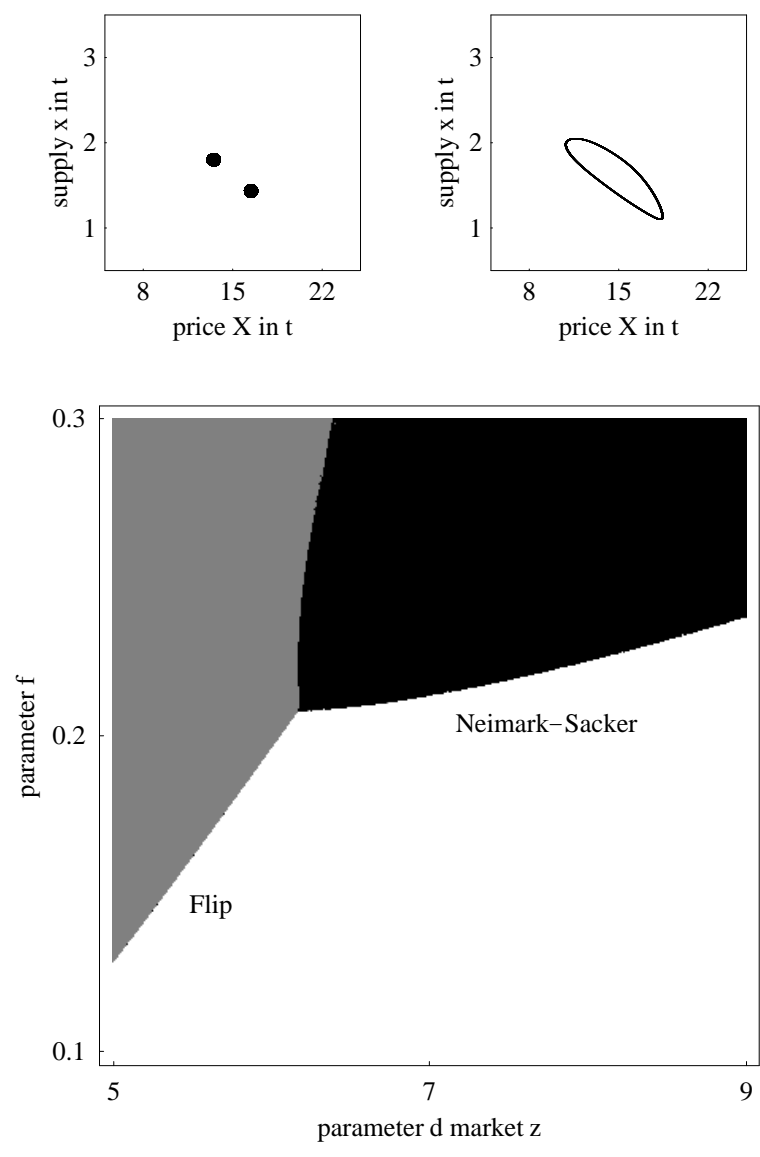 3
2
1
supply x in t
8 15 22
price X in t
3
2
1
supply x in t
8 15 22
price X in t
0.3
0.2
0.1
parameter f
Neimark−Sacker
Flip
5 7 9
parameter d market z